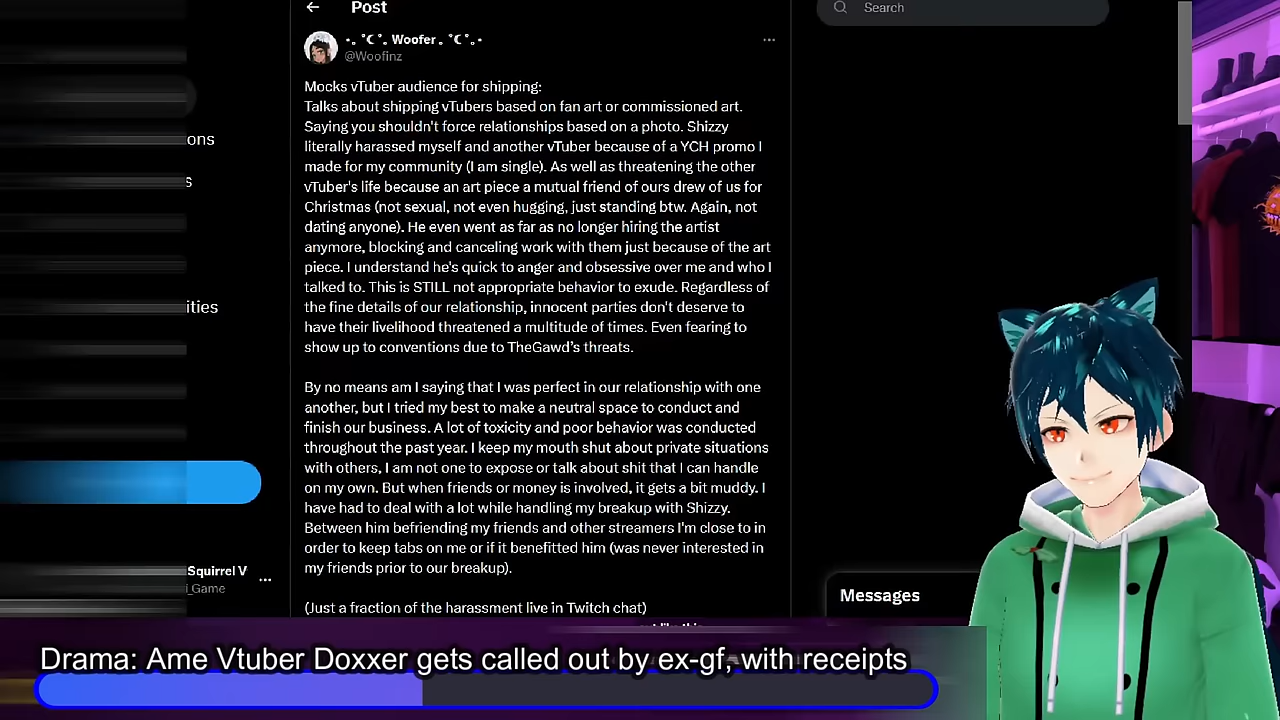 Post
Search
Woofer
@Woofinz
Mocks vTuber audience for shipping:
Talks about shipping vTubers based on fan art or commissioned art.
Saying you shouldn't force relationships based on a photo. Shizzy
literally harassed myself and another vTuber because of a YCH promo I
made for my community (I am single). As well as threatening the other
vTuber's life because an art piece a mutual friend of ours drew of us for
Christmas (not sexual, not even hugging, just standing btw. Again, not
dating anyone). He even went as far as no longer hiring the artist
anymore, blocking and canceling work with them just because of the art
piece. I understand he's quick to anger and obsessive over me and who I
talked to. This is STILL not appropriate behavior to exude. Regardless of
the fine details of our relationship, innocent parties don't deserve to
have their livelihood threatened a multitude of times. Even fearing to
show up to conventions due to TheGawd’s threats.
By no means am I saying that I was perfect in our relationship with one
another, but I tried my best to make a neutral space to conduct and
finish our business. A lot of toxicity and poor behavior was conducted
throughout the past year. I keep my mouth shut about private situations
with others, I am not one to expose or talk about shit that I can handle
on my own. But when friends or money is involved, it gets a bit muddy. I
have had to deal with a lot while handling my breakup with Shizzy.
Between him befriending my friends and other streamers I'm close to in
order to keep tabs on me or if it benefitted him (was never interested in
my friends prior to our breakup).
(Just a fraction of the harassment live in Twitch chat)
ons
s
ities
Squirrel V
i_Game
Messages
Drama: Ame Vtuber Doxxer gets called out by ex-gf, with receipts